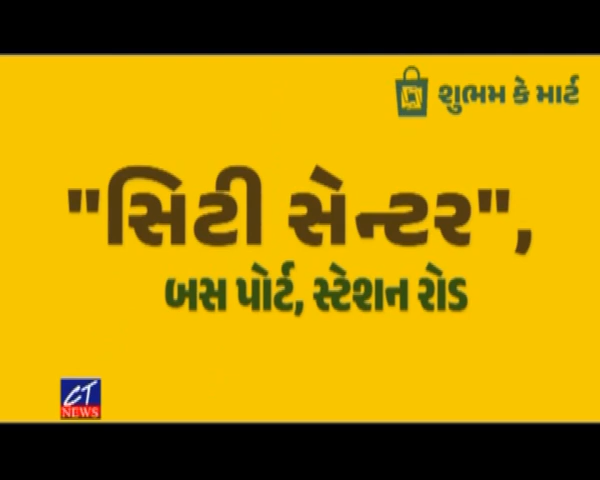 શુભમ કે માર્ટ
"સિટી સેન્ટર",
બસ પોર્ટ, સ્ટેશન રોડ
CT
NEWS